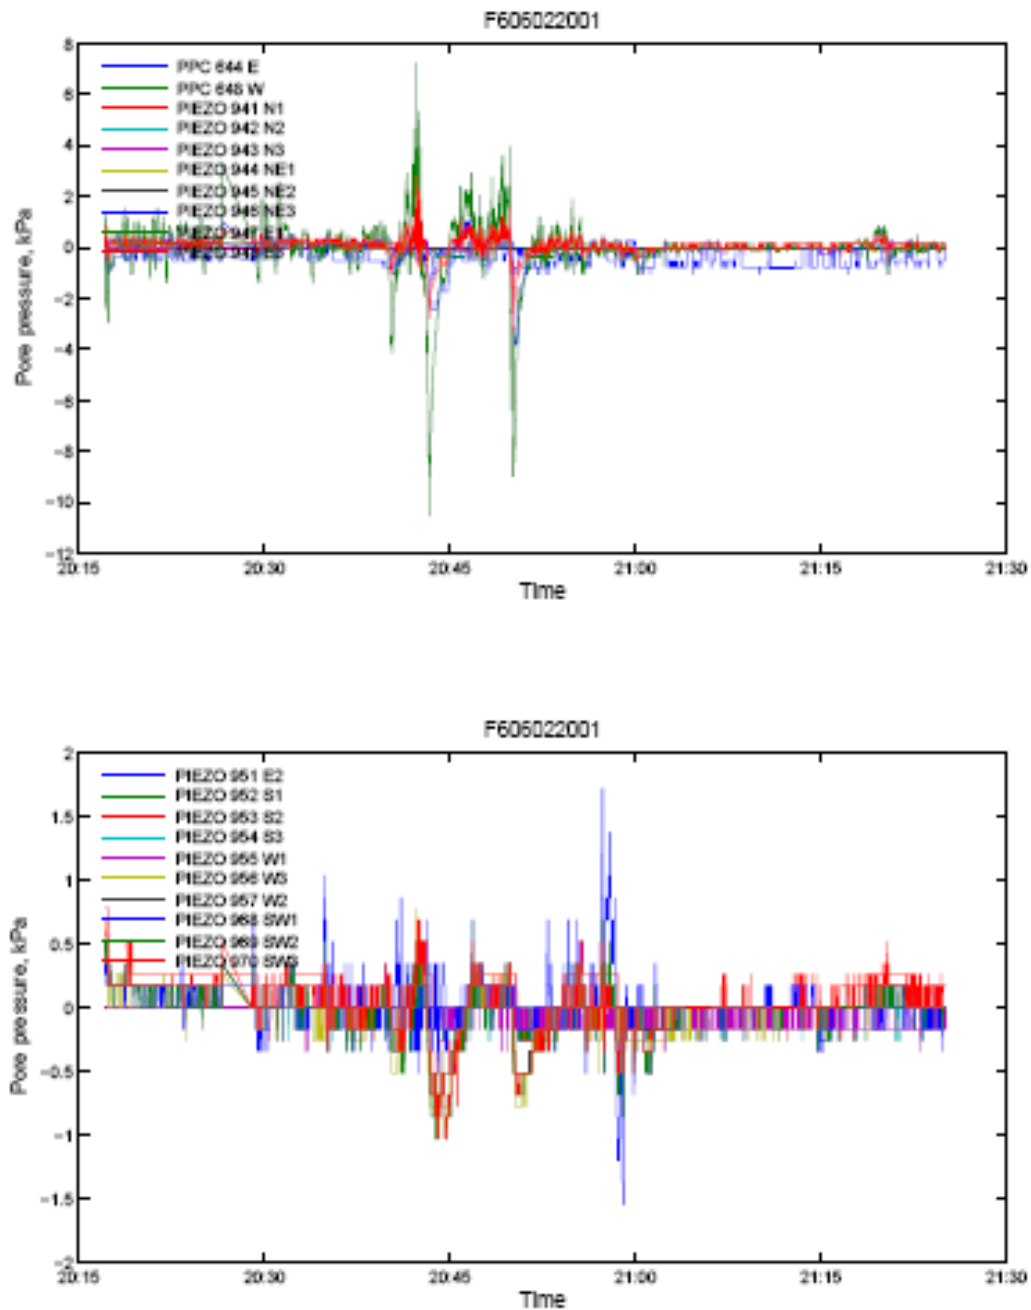 F606022001
8
6
4
2
0
−2
−4
−6
−8
−10
−12
Pore pressure, kPa
PPC 644 E
PPC 648 W
PIEZO 941 N1
PIEZO 942 N2
PIEZO 943 N3
PIEZO 944 NE1
PIEZO 945 NE2
PIEZO 946 NE3
PIEZO 947 E1
20:15 20:30 20:45 21:00 21:15 21:30
Time
F606022001
2
1.5
1
0.5
0
−0.5
−1
−1.5
−2
Pore pressure, kPa
PIEZO 951 E2
PIEZO 952 S1
PIEZO 953 S2
PIEZO 954 S3
PIEZO 955 W1
PIEZO 956 W3
PIEZO 957 W2
PIEZO 968 SW1
PIEZO 969 SW2
PIEZO 970 SW3
20:15 20:30 20:45 21:00 21:15 21:30
Time